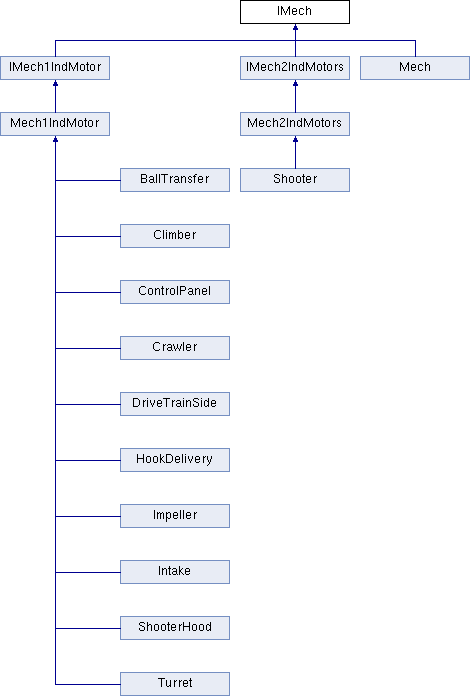 IMech
IMech1IndMotor
IMech2IndMotors
Mech
Mech1IndMotor
Mech2IndMotors
BallTransfer
Shooter
Climber
ControlPanel
Crawler
DriveTrainSide
HookDelivery
Impeller
Intake
ShooterHood
Turret